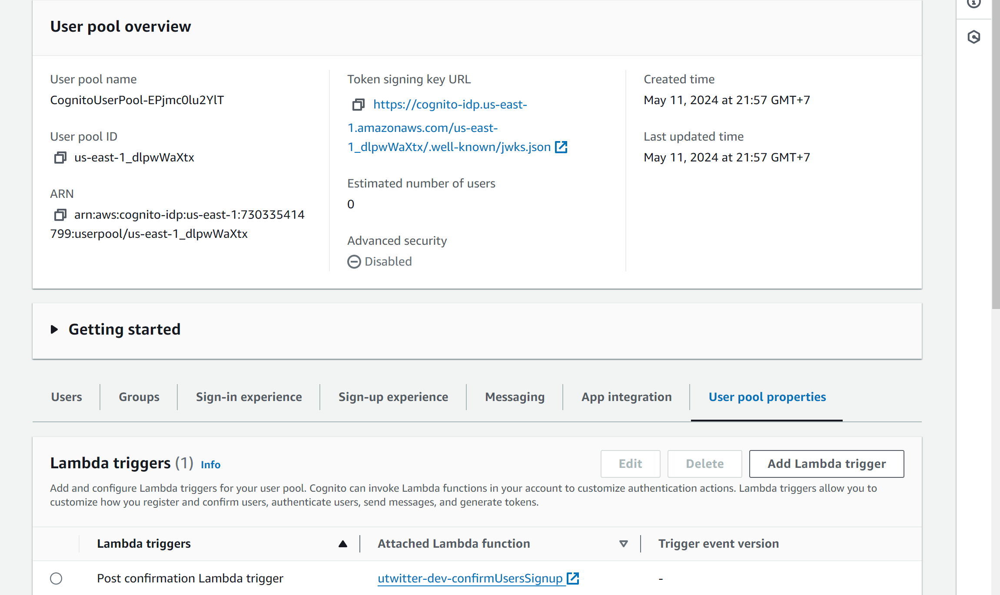 User pool overview
User pool name
CognitoUserPool-EPjmc0lu2YlT
User pool ID
us-east-1_dlpwWaXtx
ARN
arn:aws:cognito-idp:us-east-1:730335414
799:userpool/us-east-1_dlpwWaXtx
Token signing key URL
https://cognito-idp.us-east-
1.amazonaws.com/us-east-
1_dlpwWaXtx/.well-known/jwks.json
Estimated number of users
0
Advanced security
Disabled
Created time
May 11, 2024 at 21:57 GMT+7
Last updated time
May 11, 2024 at 21:57 GMT+7
Getting started
Users
Groups
Sign-in experience
Sign-up experience
Messaging
App integration
User pool properties
Lambda triggers (1) Info
Edit
Delete
Add Lambda trigger
Add and configure Lambda triggers for your user pool. Cognito can invoke Lambda functions in your account to customize authentication actions. Lambda triggers allow you to
customize how you register and confirm users, authenticate users, send messages, and generate tokens.
Lambda triggers
Attached Lambda function
Trigger event version
Post confirmation Lambda trigger
utwitter-dev-confirmUsersSignup
-